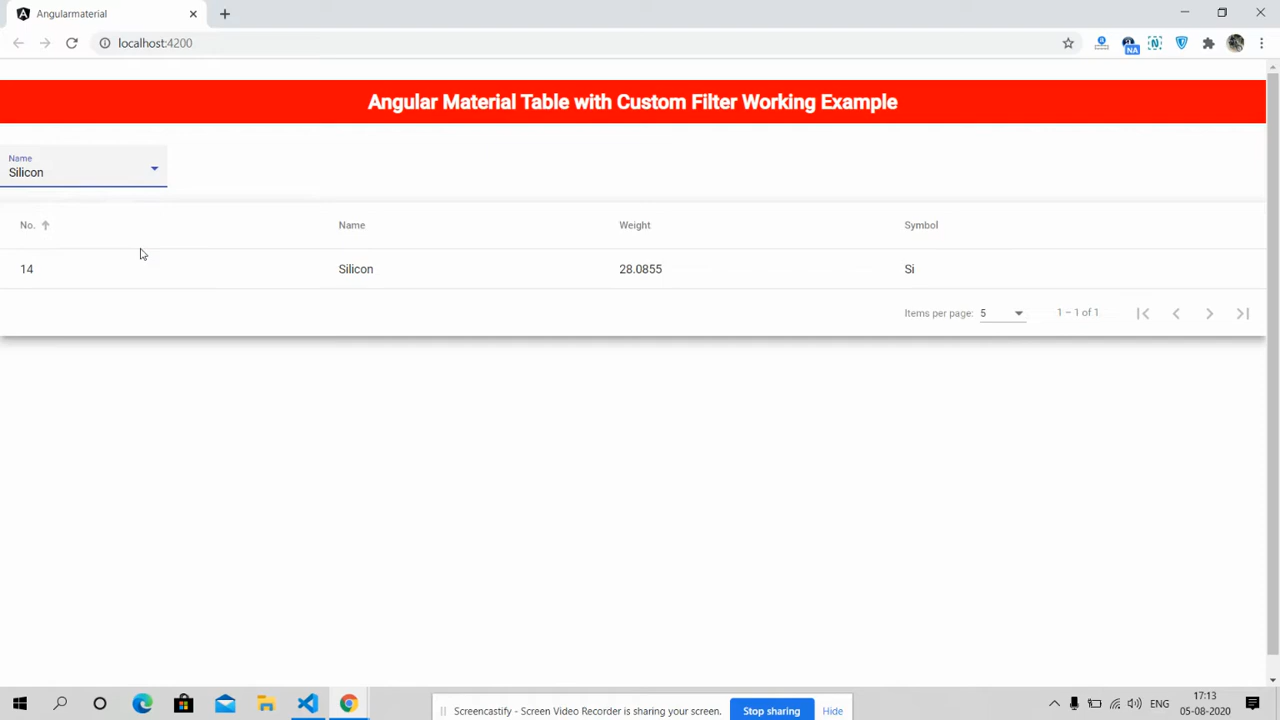 Angularmaterial
localhost:4200
NA
N
Angular Material Table with Custom Filter Working Example
Name
Silicon
No. Name Weight Symbol
14 Silicon 28.0855 Si
Items per page: 5 1 – 1 of 1
Screencastify - Screen Video Recorder is sharing your screen. Stop sharing Hide
ENG
17:13
05-08-2020